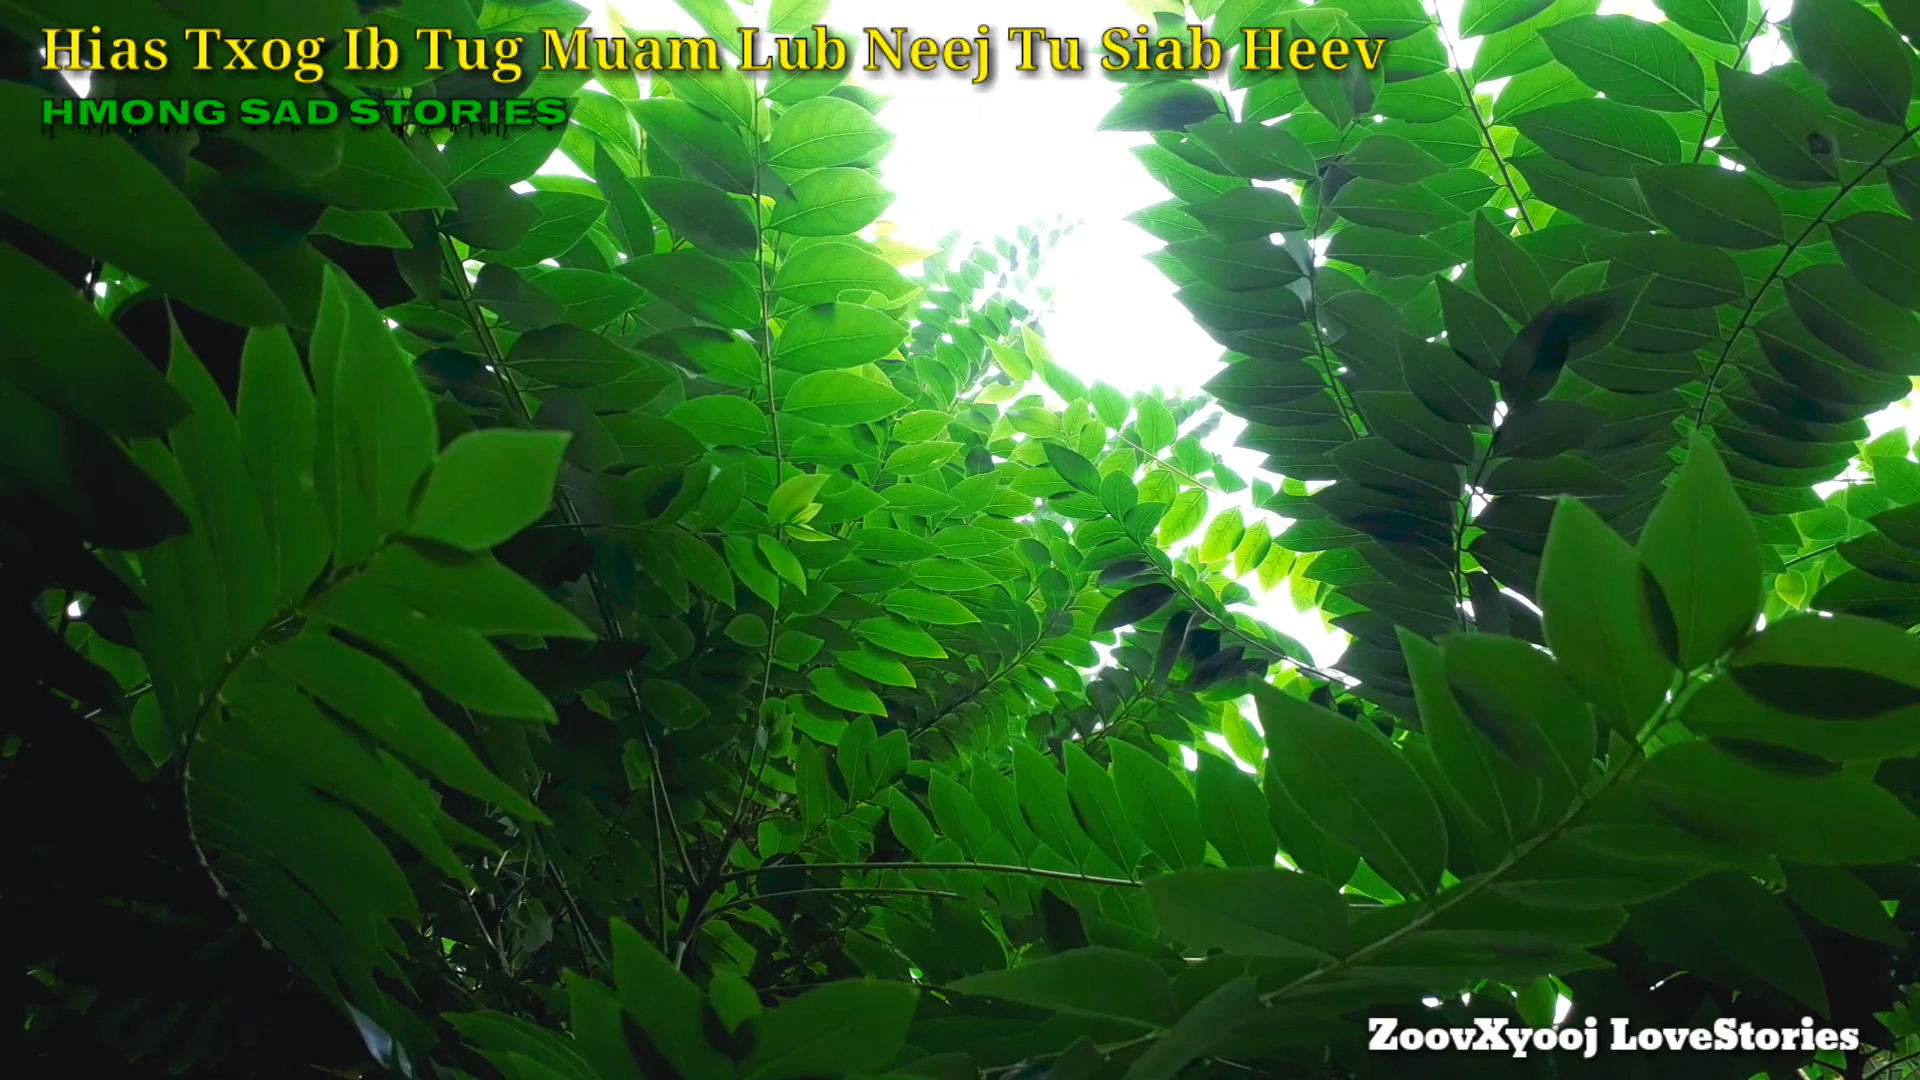 Hias Txog Ib Tug Muam Lub Neej Tu Siab Heev
HMONG SAD STORIES
ZoovXyooj LoveStories